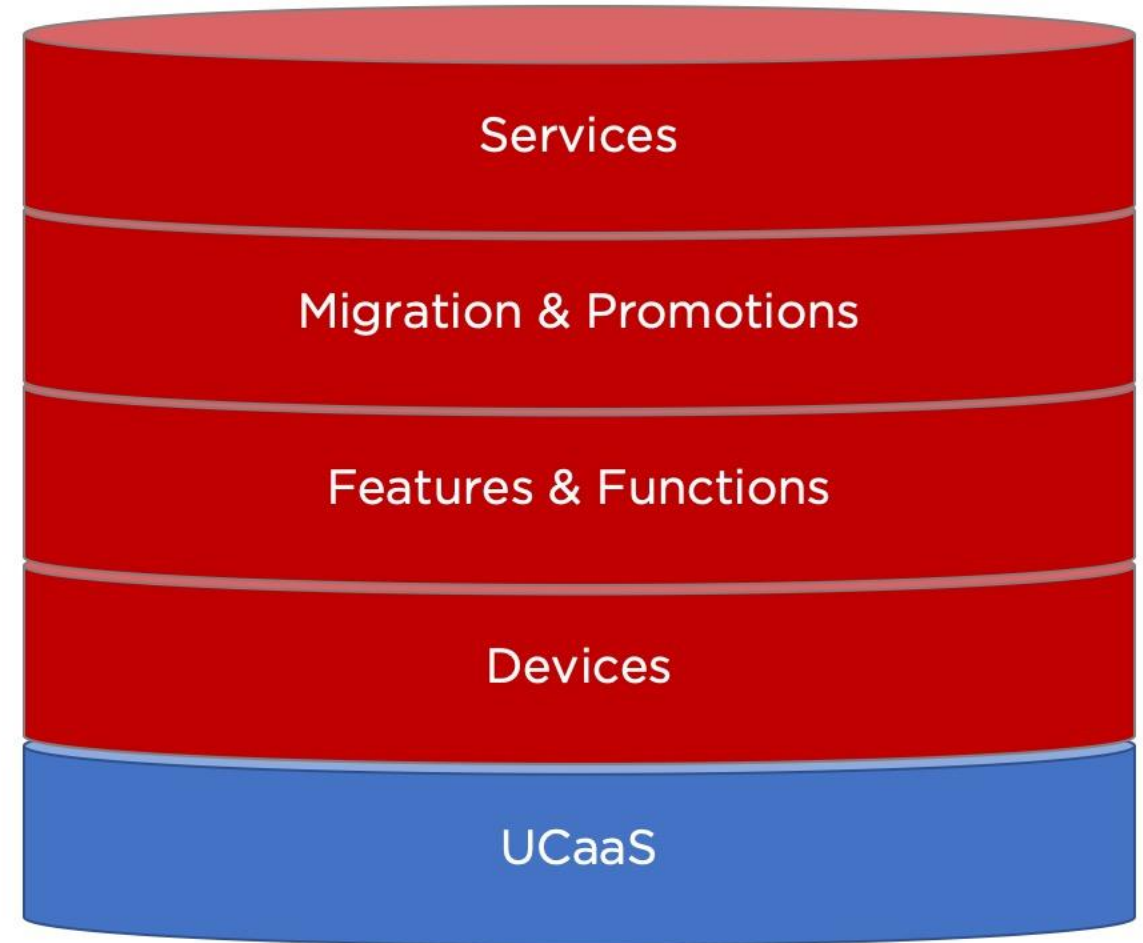 Services
Migration & Promotions
Features & Functions
Devices
UCaaS